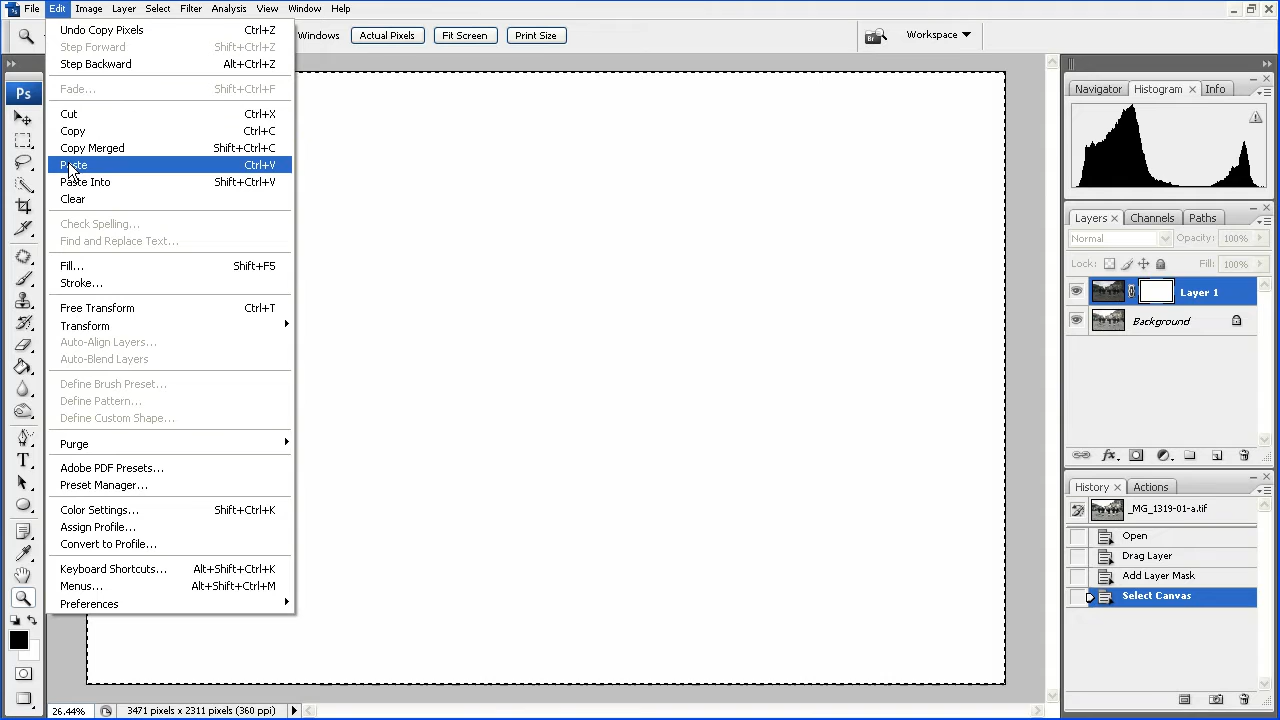 File Edit Image Layer Select Filter Analysis View Window Help
Windows Actual Pixels Fit Screen Print Size Br Workspace
Undo Copy Pixels Ctrl+Z
Step Forward Shift+Ctrl+Z
Step Backward Alt+Ctrl+Z
Fade... Shift+Ctrl+F
Cut Ctrl+X
Copy Ctrl+C
Copy Merged Shift+Ctrl+C
Paste Ctrl+V
Paste Into Shift+Ctrl+V
Clear
Check Spelling...
Find and Replace Text...
Fill... Shift+F5
Stroke...
Free Transform Ctrl+T
Transform
Auto-Align Layers...
Auto-Blend Layers
Define Brush Preset...
Define Pattern...
Define Custom Shape...
Purge
Adobe PDF Presets...
Preset Manager...
Color Settings... Shift+Ctrl+K
Assign Profile...
Convert to Profile...
Keyboard Shortcuts... Alt+Shift+Ctrl+K
Menus... Alt+Shift+Ctrl+M
Preferences
Ps
T
Navigator Histogram Info
Layers Channels Paths
Normal Opacity: 100%
Lock: Fill: 100%
Layer 1
Background
fx
History Actions
_MG_1319-01-a.tif
Open
Drag Layer
Add Layer Mask
Select Canvas
26.44% 3471 pixels x 2311 pixels (360 ppi)